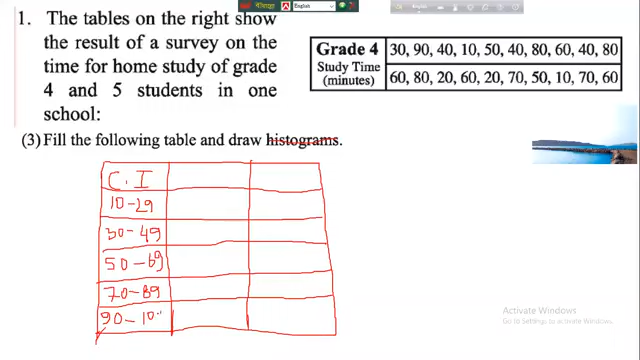 English
1. The tables on the right show
the result of a survey on the
time for home study of grade
4 and 5 students in one
school:
Grade 4
Study Time
(minutes)
30, 90, 40, 10, 50, 40, 80, 60, 40, 80
60, 80, 20, 60, 20, 70, 50, 10, 70, 60
(3) Fill the following table and draw histograms.
C. I
10-29
30-49
50-69
70-89
90-10
Activate Windows
Go to Settings to activate Windows.